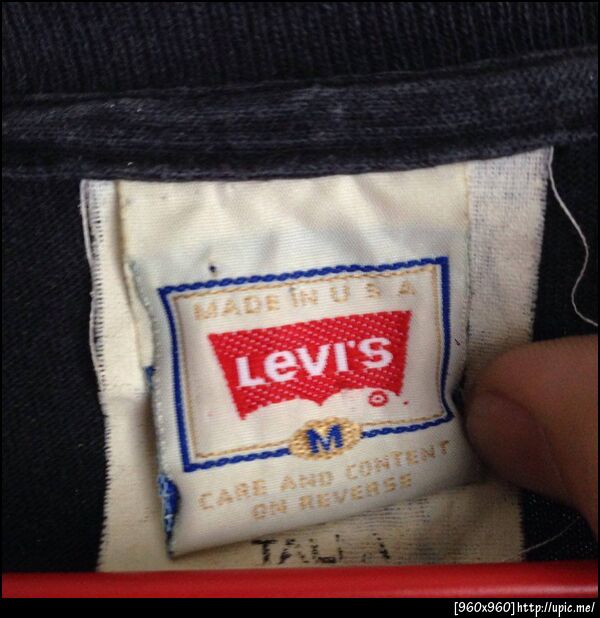 MADE IN U S A
LEVI'S
®
M
CARE AND CONTENT
ON REVERSE
[960x960] http://upic.me/